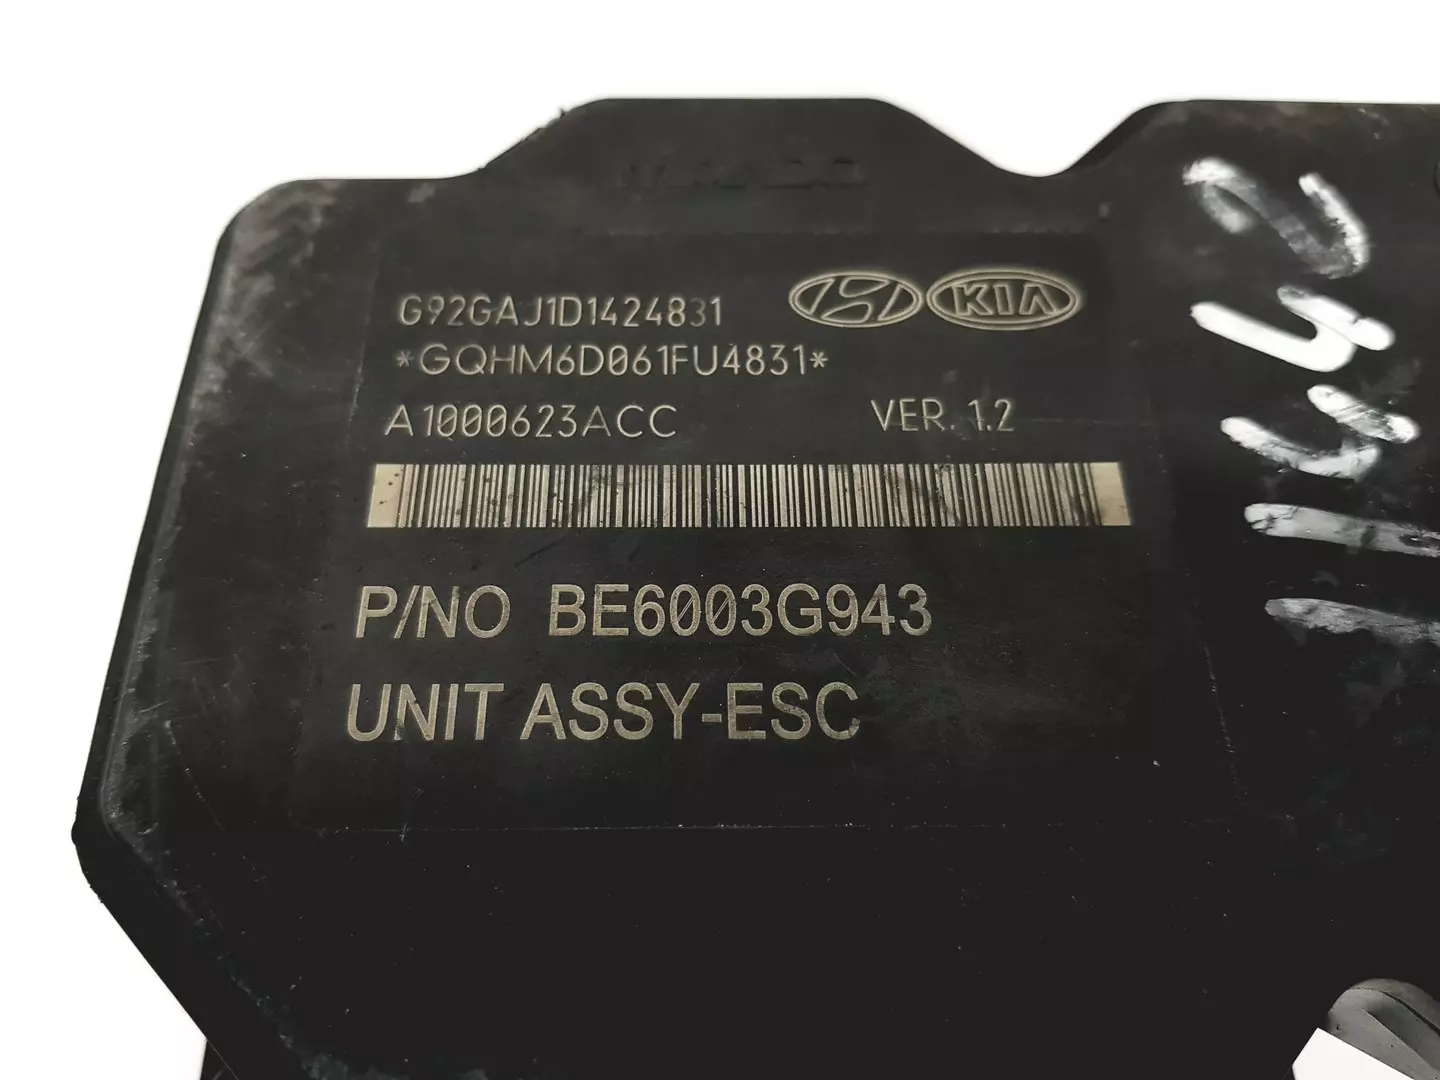 G92GAJ1D1424831
KIA
*GQHM6D061FU4831*
A1000623ACC VER. 1.2
P/NO BE6003G943
UNIT ASSY-ESC